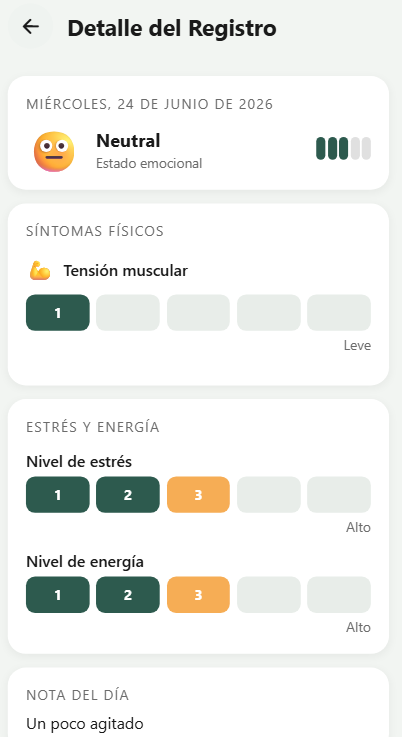 Detalle del Registro
MIÉRCOLES, 24 DE JUNIO DE 2026
Neutral
Estado emocional
SÍNTOMAS FÍSICOS
Tensión muscular
1
Leve
ESTRÉS Y ENERGÍA
Nivel de estrés
1 2 3
Alto
Nivel de energía
1 2 3
Alto
NOTA DEL DÍA
Un poco agitado